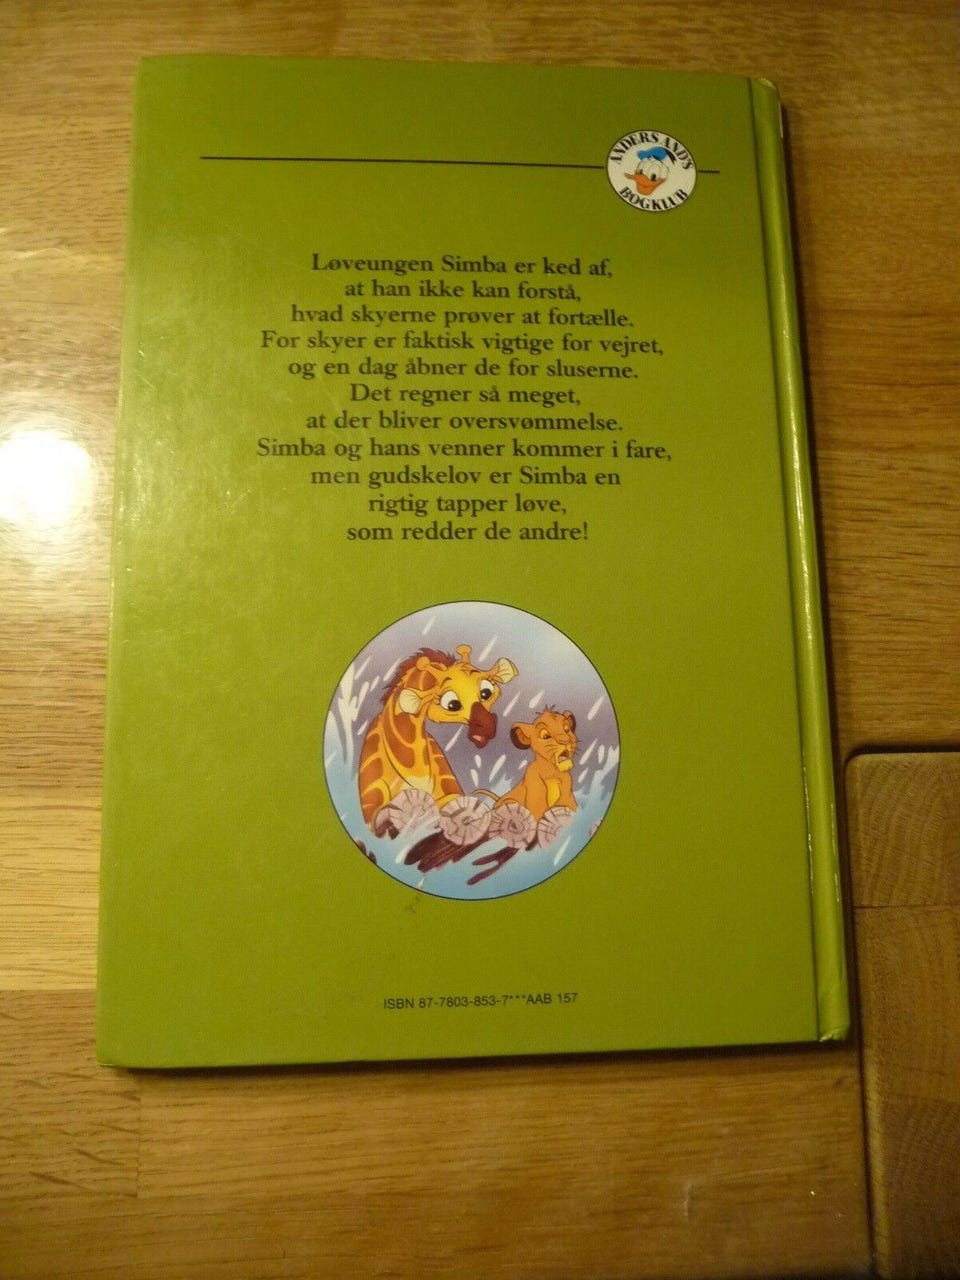 ANDERS AND'S
BOGKLUB
Løveungen Simba er ked af,
at han ikke kan forstå,
hvad skyerne prøver at fortælle.
For skyer er faktisk vigtige for vejret,
og en dag åbner de for sluserne.
Det regner så meget,
at der bliver oversvømmelse.
Simba og hans venner kommer i fare,
men gudskelov er Simba en
rigtig tapper løve,
som redder de andre!
ISBN 87-7803-853-7***AAB 157